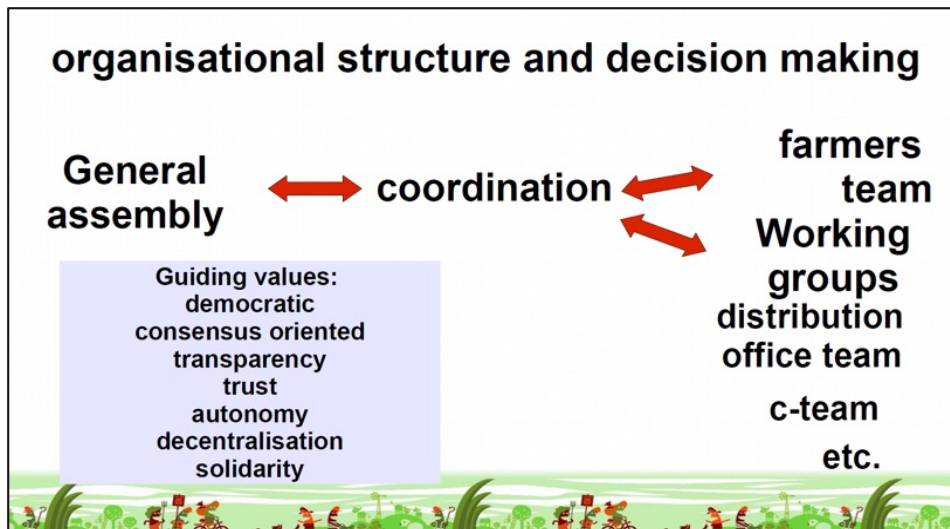 organisational structure and decision making
General
assembly
coordination
farmers
team
Working
groups
distribution
office team
c-team
etc.
Guiding values:
democratic
consensus oriented
transparency
trust
autonomy
decentralisation
solidarity